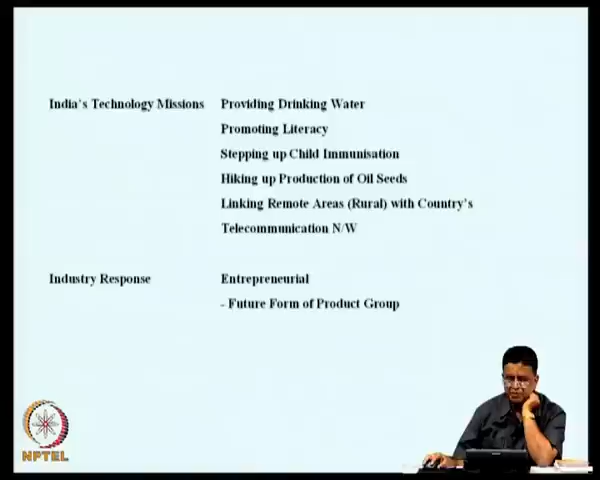 India's Technology Missions Providing Drinking Water
Promoting Literacy
Stepping up Child Immunisation
Hiking up Production of Oil Seeds
Linking Remote Areas (Rural) with Country's
Telecommunication N/W
Industry Response Entrepreneurial
- Future Form of Product Group
NPTEL